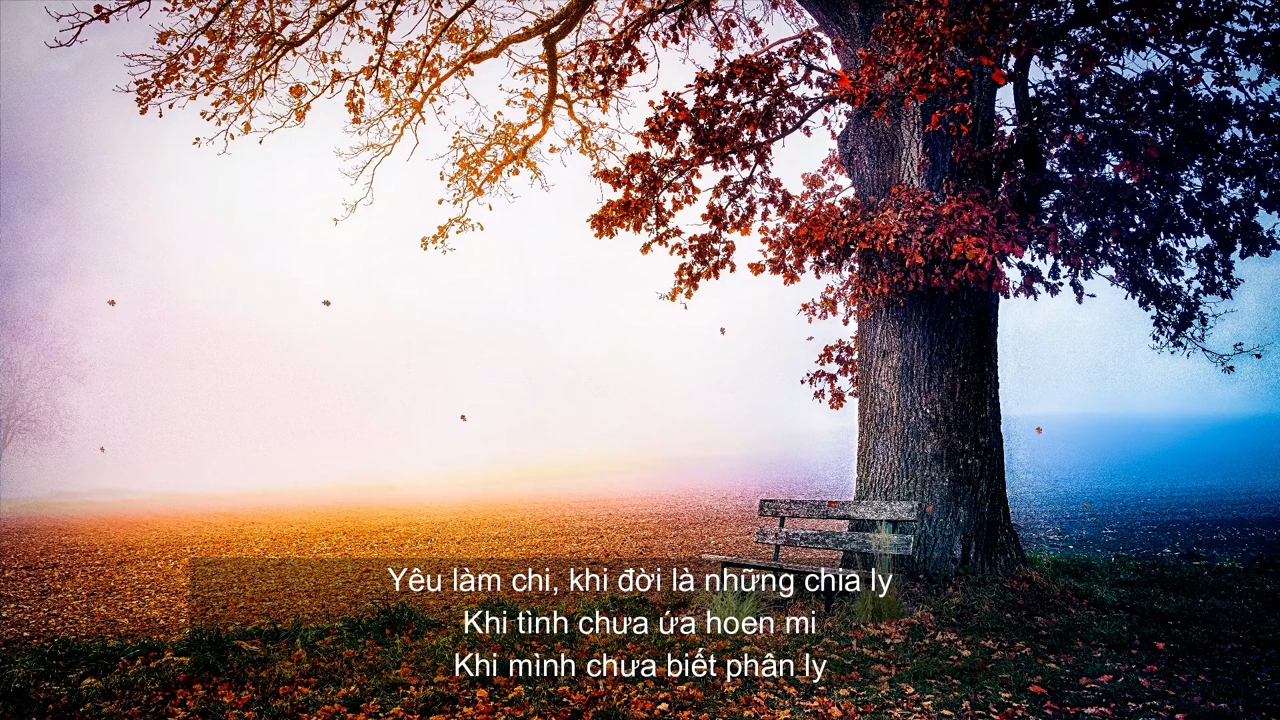 Yêu làm chi, khi đời là những chia ly
Khi tình chưa ứa hoen mi
Khi mình chưa biết phân ly